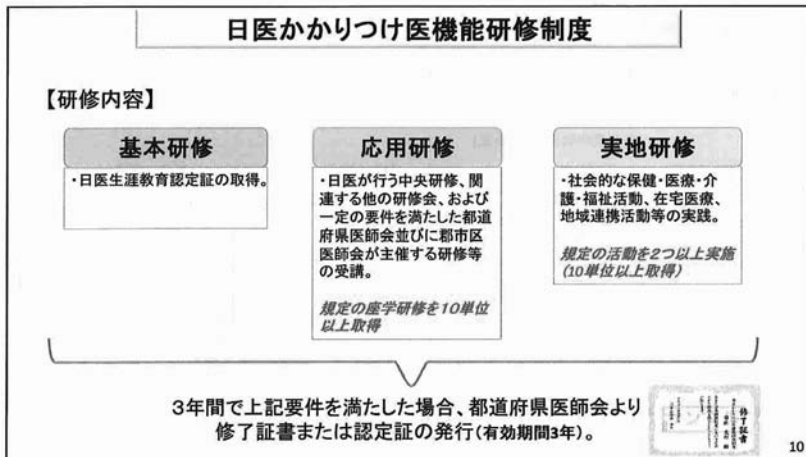 日医かかりつけ医機能研修制度
【研修内容】
基本研修
・日医生涯教育認定証の取得。
応用研修
・日医が行う中央研修、関
連する他の研修会、および
一定の要件を満たした都道
府県医師会並びに郡市区
医師会が主催する研修等
の受講。
規定の座学研修を10単位
以上取得
実地研修
・社会的な保健・医療・介
護・福祉活動、在宅医療、
地域連携活動等の実践。
規定の活動を2つ以上実施
(10単位以上取得)
3年間で上記要件を満たした場合、都道府県医師会より
修了証書または認定証の発行(有効期間3年)。
修了証書
10